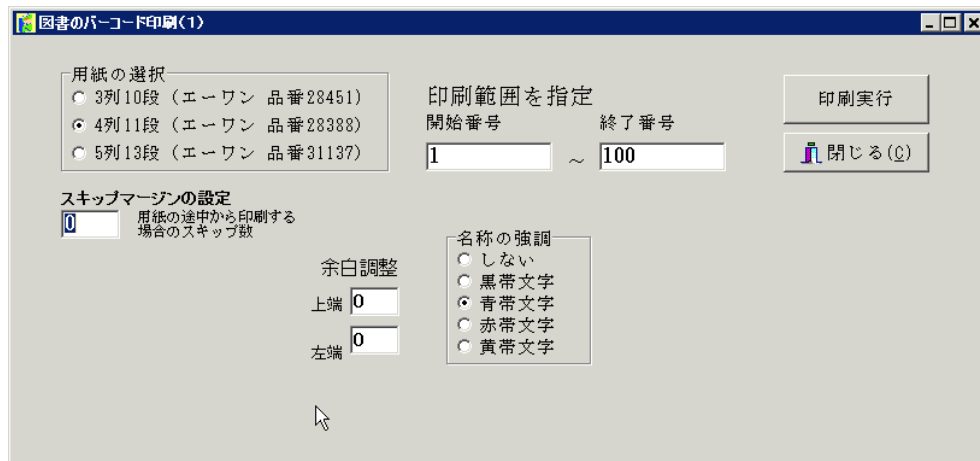 図書のバーコード印刷(1)
用紙の選択
3列10段 (エーワン 品番28451)
4列11段 (エーワン 品番28388)
5列13段 (エーワン 品番31137)
印刷範囲を指定
開始番号 終了番号
1 ～ 100
印刷実行
閉じる(C)
スキップマージンの設定
0 用紙の途中から印刷する
場合のスキップ数
余白調整
上端 0
左端 0
名称の強調
しない
黒帯文字
青帯文字
赤帯文字
黄帯文字